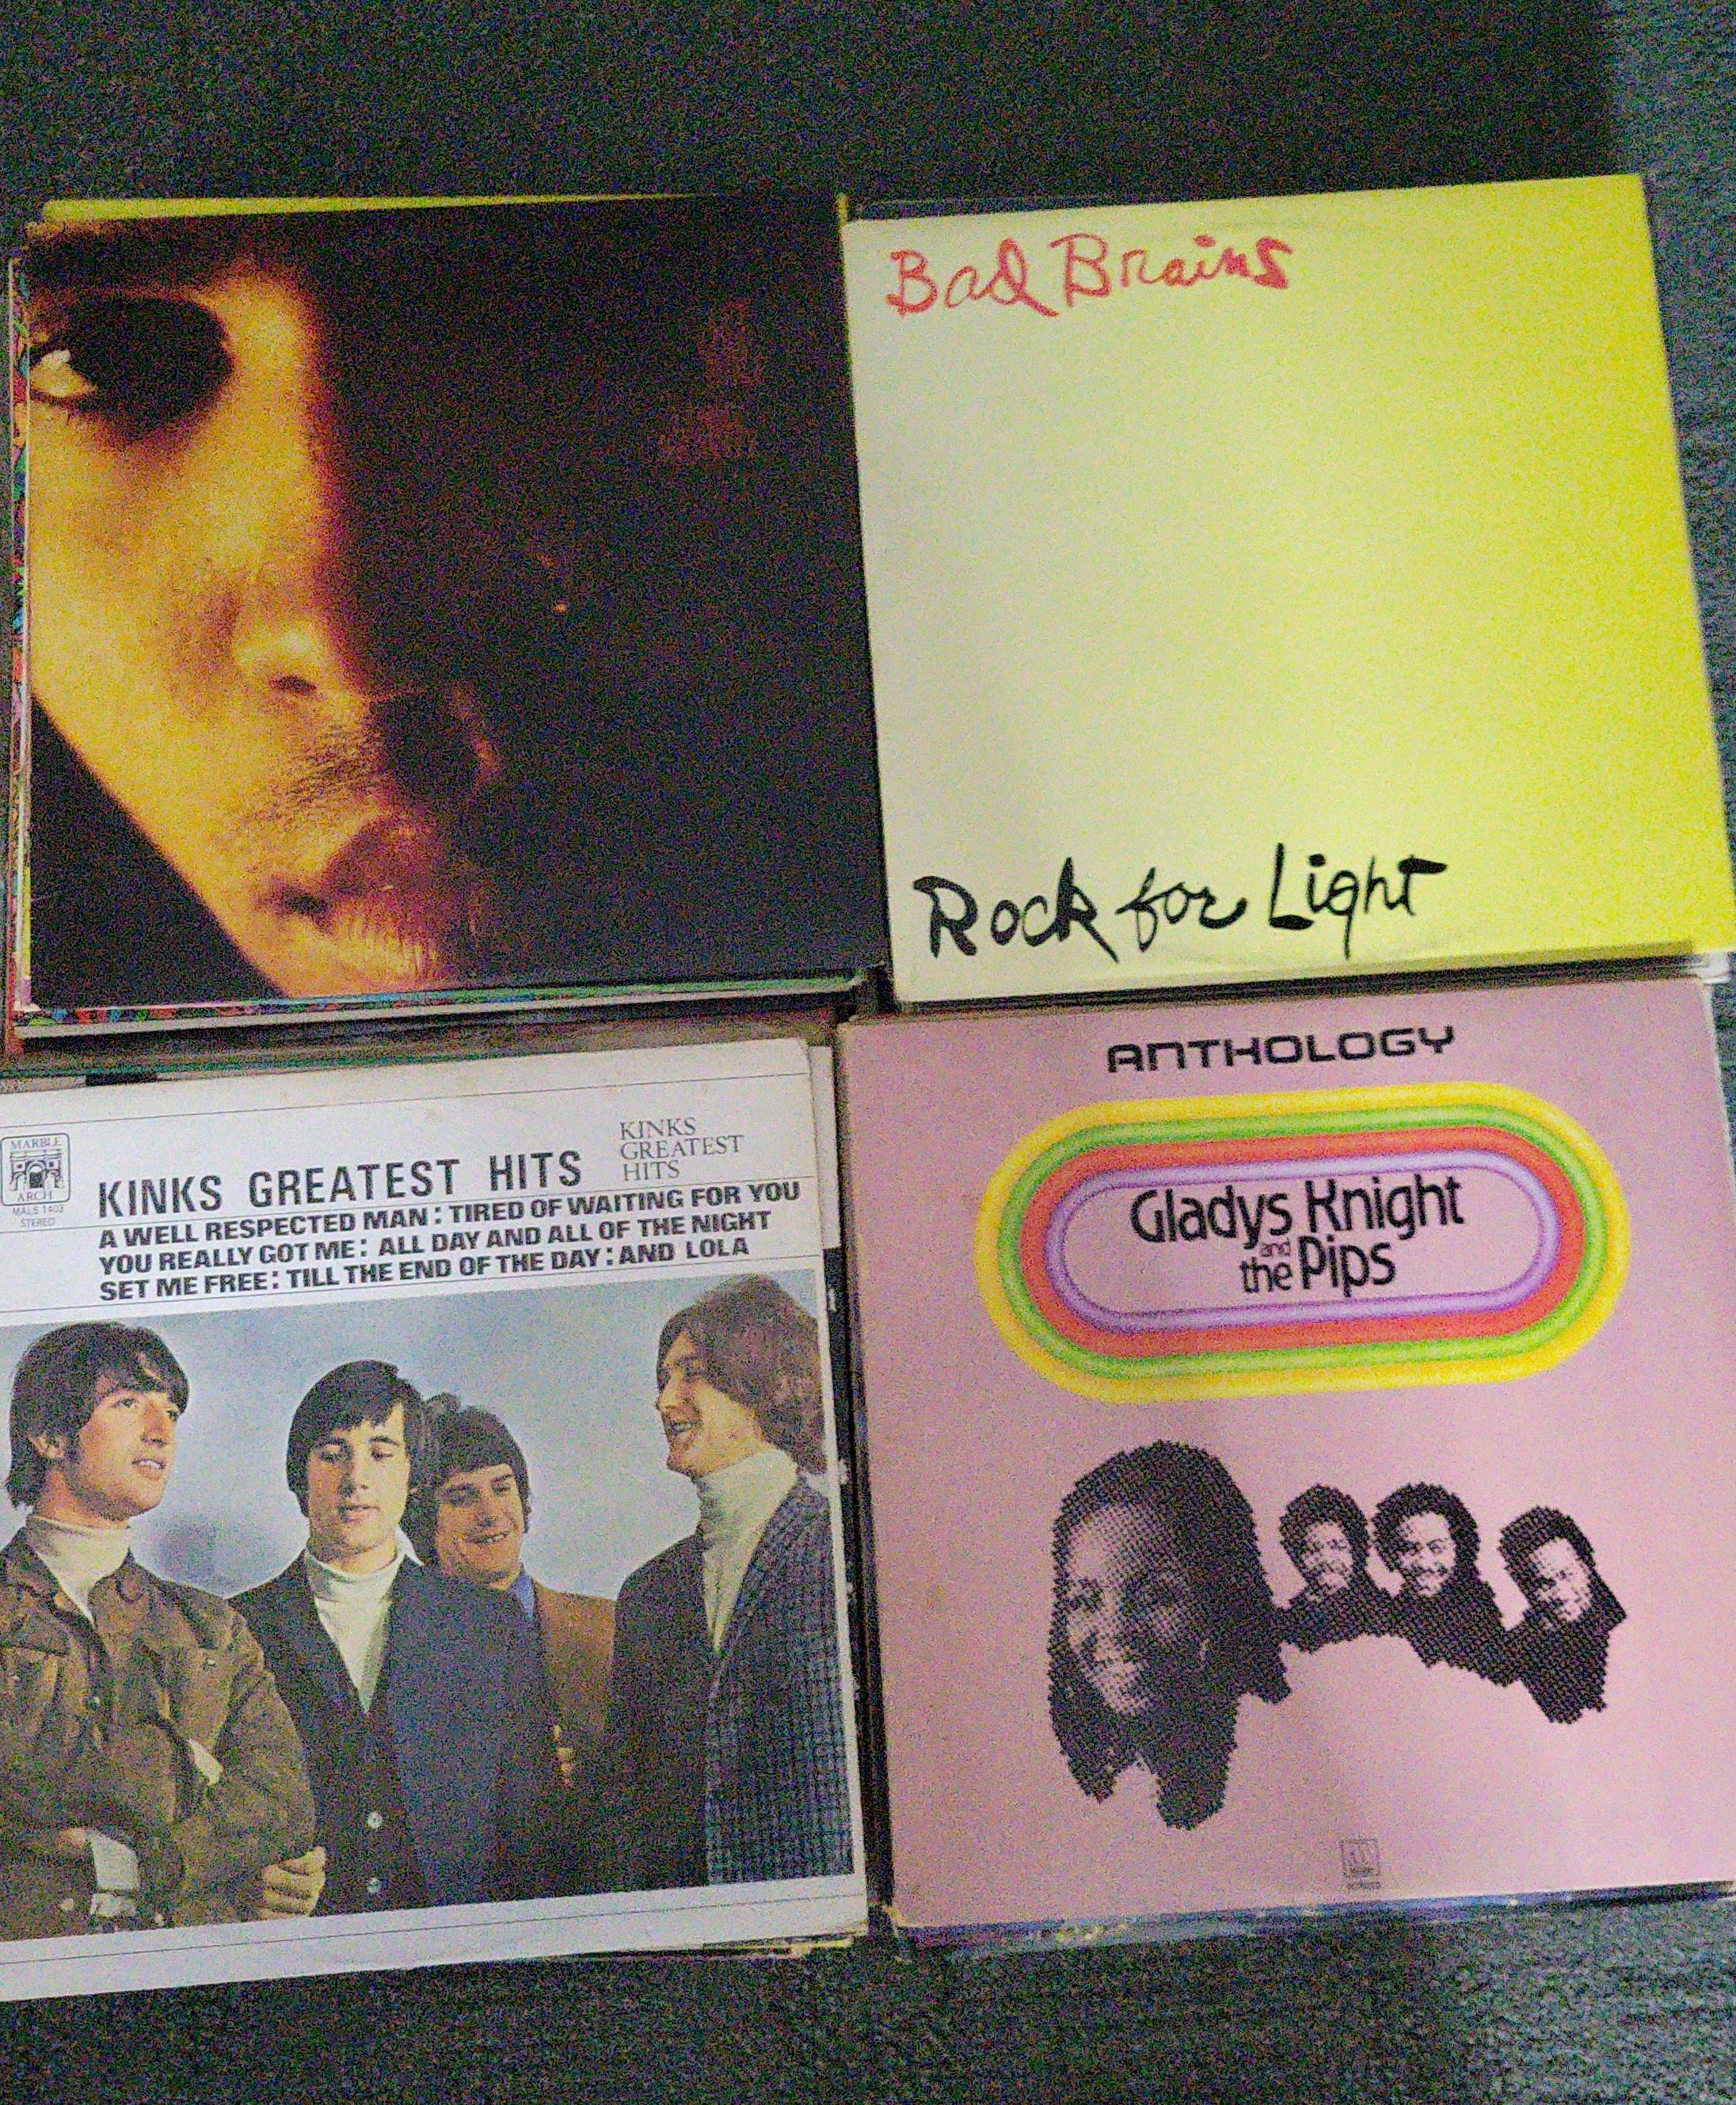 Bad Brains
Rock for Light
MARBLE
ARCH
MALS 1403
STEREO
KINKS GREATEST HITS
KINKS
GREATEST
HITS
A WELL RESPECTED MAN : TIRED OF WAITING FOR YOU
YOU REALLY GOT ME : ALL DAY AND ALL OF THE NIGHT
SET ME FREE : TILL THE END OF THE DAY : AND LOLA
ANTHOLOGY
Gladys Knight
and
the Pips